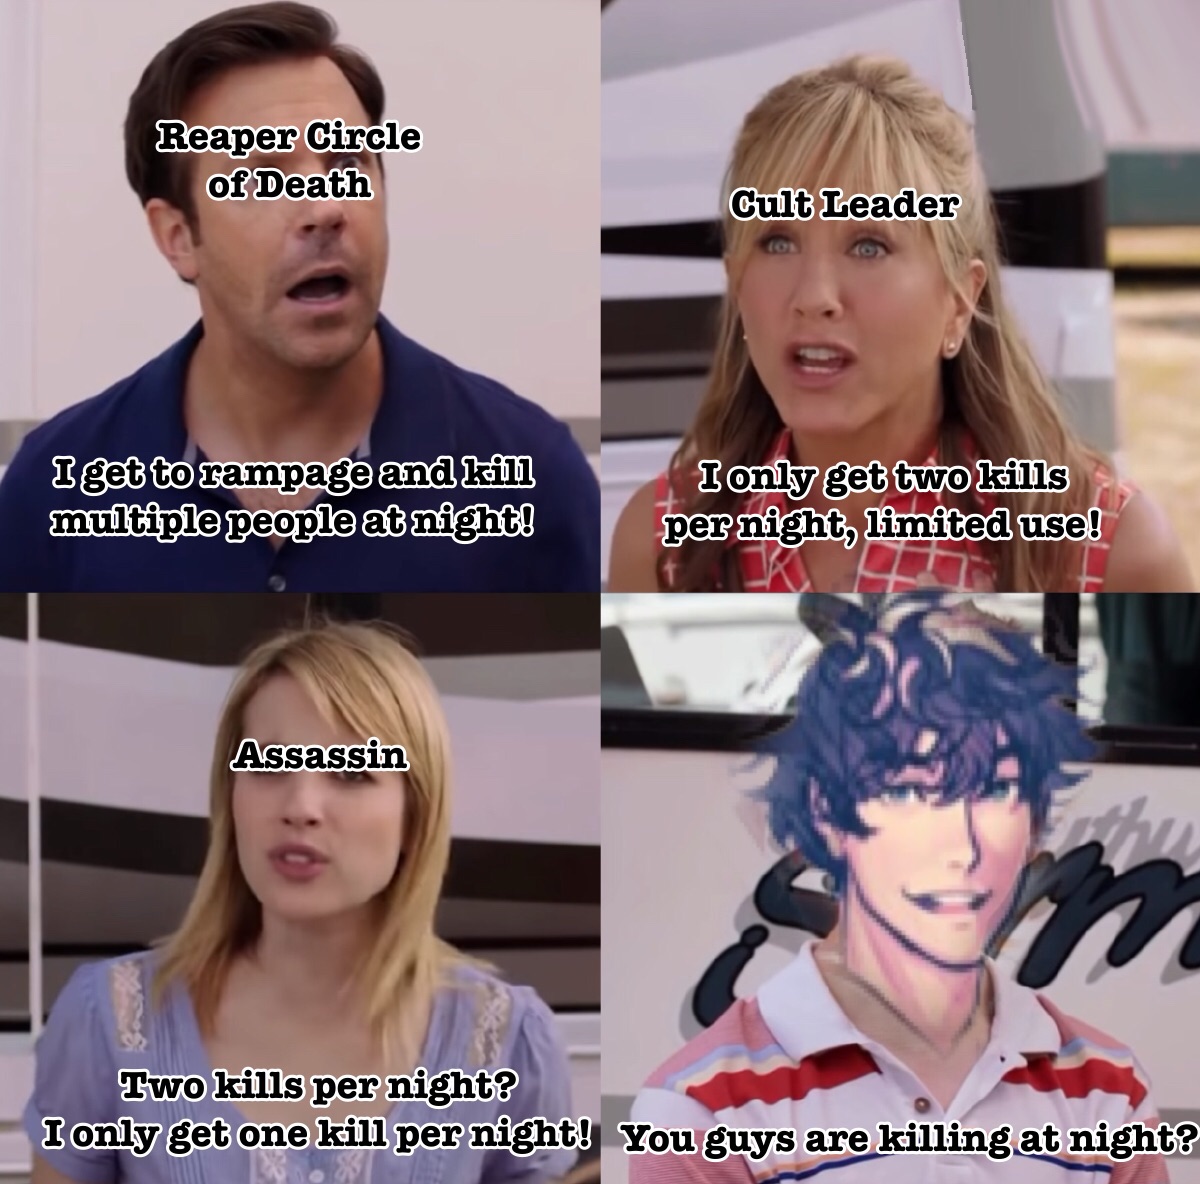 Reaper Circle
of Death
I get to rampage and kill
multiple people at night!
Cult Leader
I only get two kills
per night, limited use!
Assassin
Two kills per night?
I only get one kill per night!
You guys are killing at night?